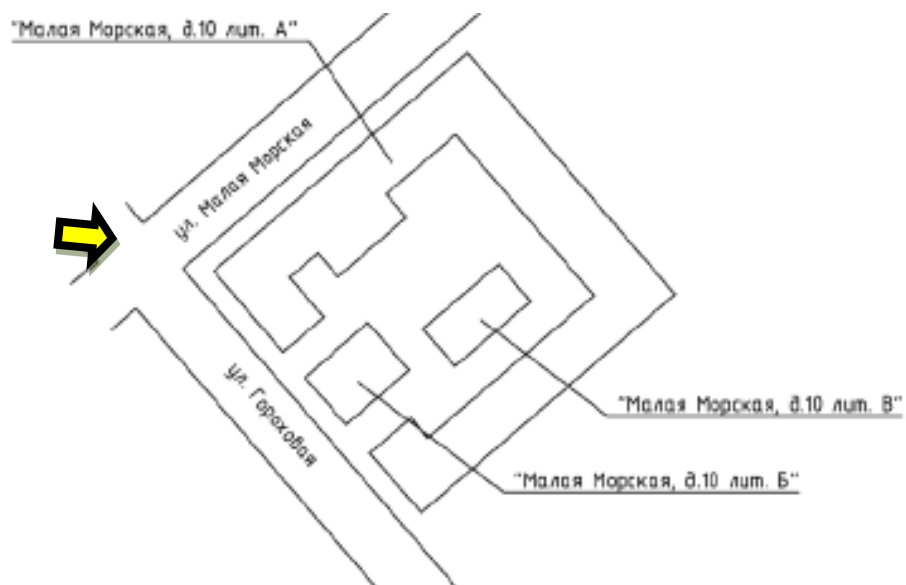 "Малая Морская, д.10 лит. А"
ул. Малая Морская
ул. Гороховая
"Малая Морская, д.10 лит. В"
"Малая Морская, д.10 лит. Б"